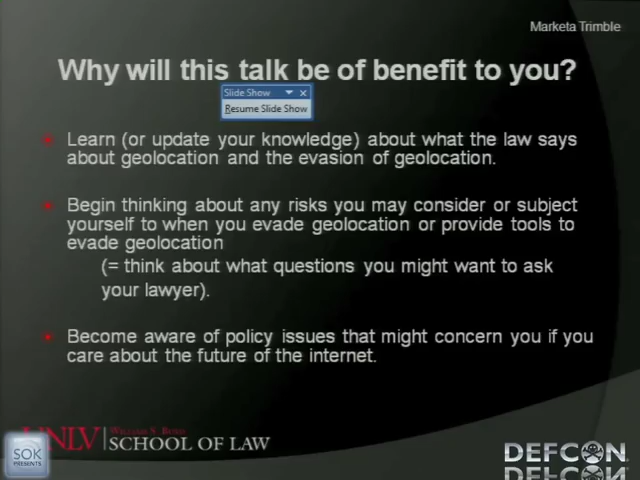 Marketa Trimble
Why will this talk be of benefit to you?
Slide Show
Resume Slide Show
Learn (or update your knowledge) about what the law says
about geolocation and the evasion of geolocation.
Begin thinking about any risks you may consider or subject
yourself to when you evade geolocation or provide tools to
evade geolocation
(= think about what questions you might want to ask
your lawyer).
Become aware of policy issues that might concern you if you
care about the future of the internet.
UNLV WILLIAM S. BOYD
SCHOOL OF LAW
SOK
PRESENTS
DEFCON